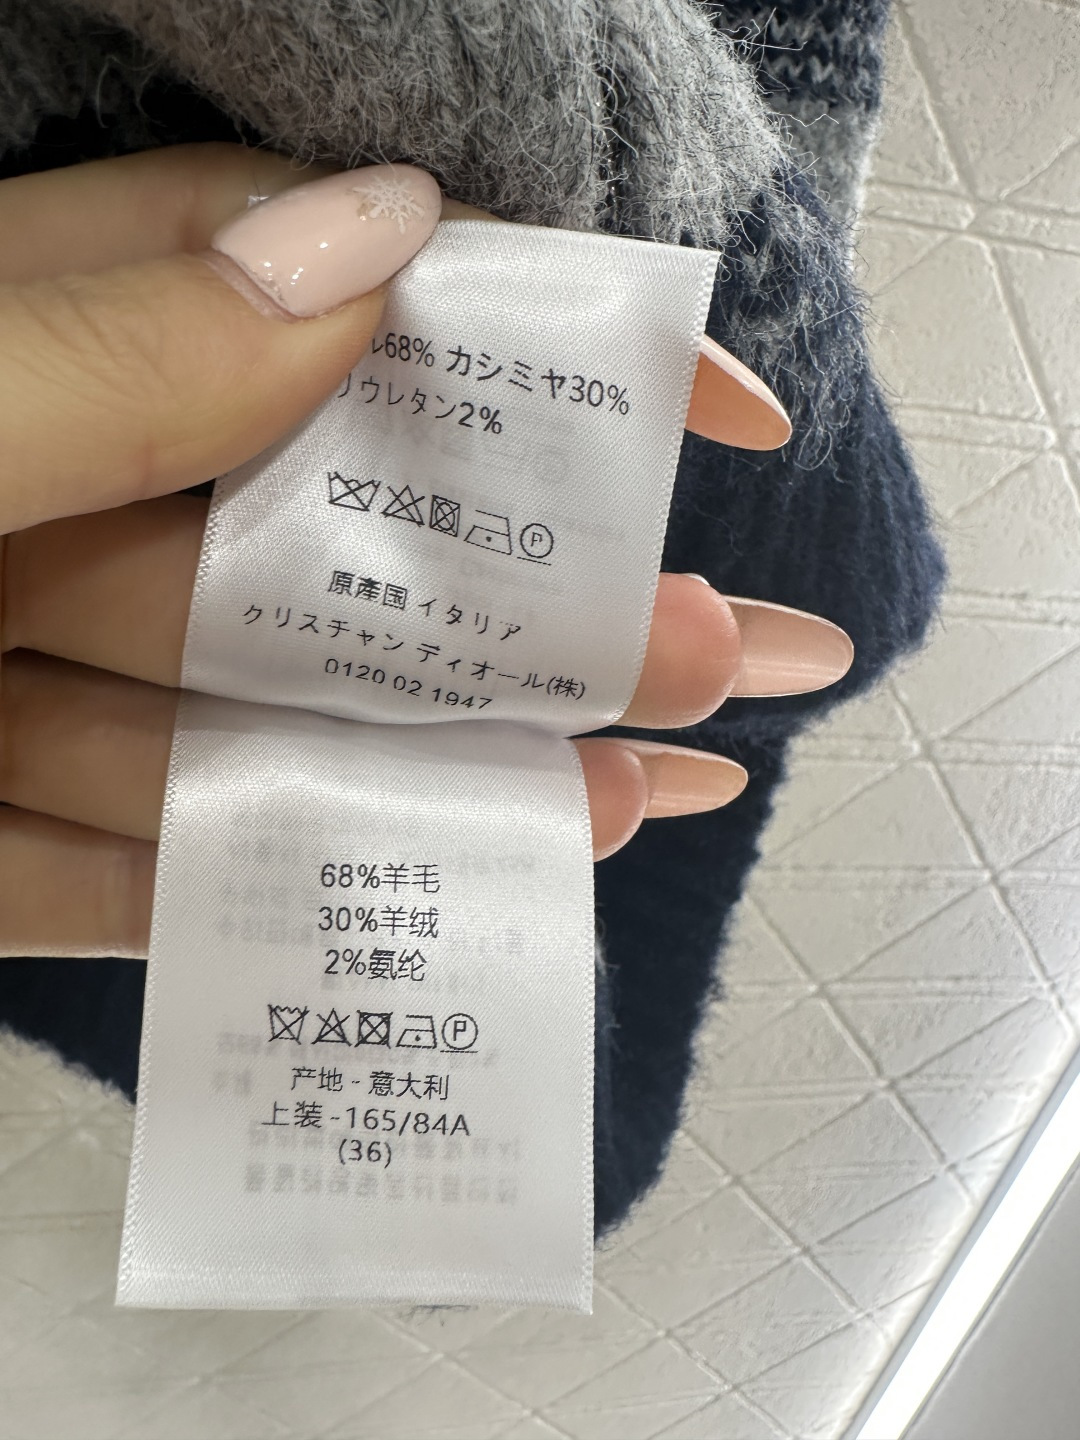 ル68% カシミヤ30%
リウレタン2%
P
原産国 イタリア
クリスチャン ディオール(株)
0120 02 1947
68%羊毛
30%羊绒
2%氨纶
P
产地 - 意大利
上装 -165/84A
(36)